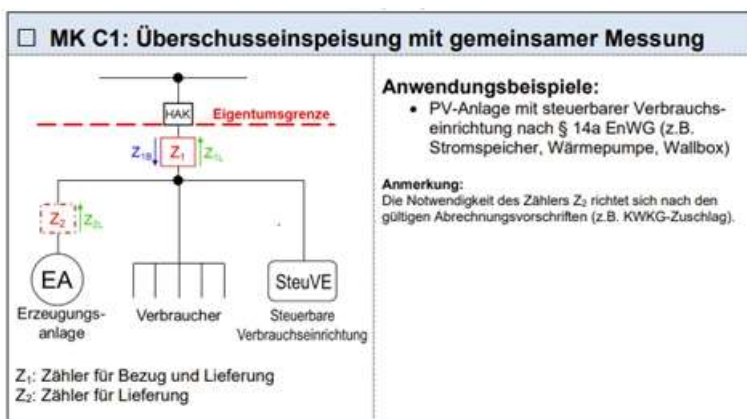 ☐ MK C1: Überschusseinspeisung mit gemeinsamer Messung
HAK
Eigentumsgrenze
Z1B Z1 Z1L
Z2 Z2L
EA
SteuVE
Erzeugungs-
anlage
Verbraucher
Steuerbare
Verbrauchseinrichtung
Z1: Zähler für Bezug und Lieferung
Z2: Zähler für Lieferung
Anwendungsbeispiele:
• PV-Anlage mit steuerbarer Verbrauchs-
einrichtung nach § 14a EnWG (z.B.
Stromspeicher, Wärmepumpe, Wallbox)
Anmerkung:
Die Notwendigkeit des Zählers Z2 richtet sich nach den
gültigen Abrechnungsvorschriften (z.B. KWKG-Zuschlag).